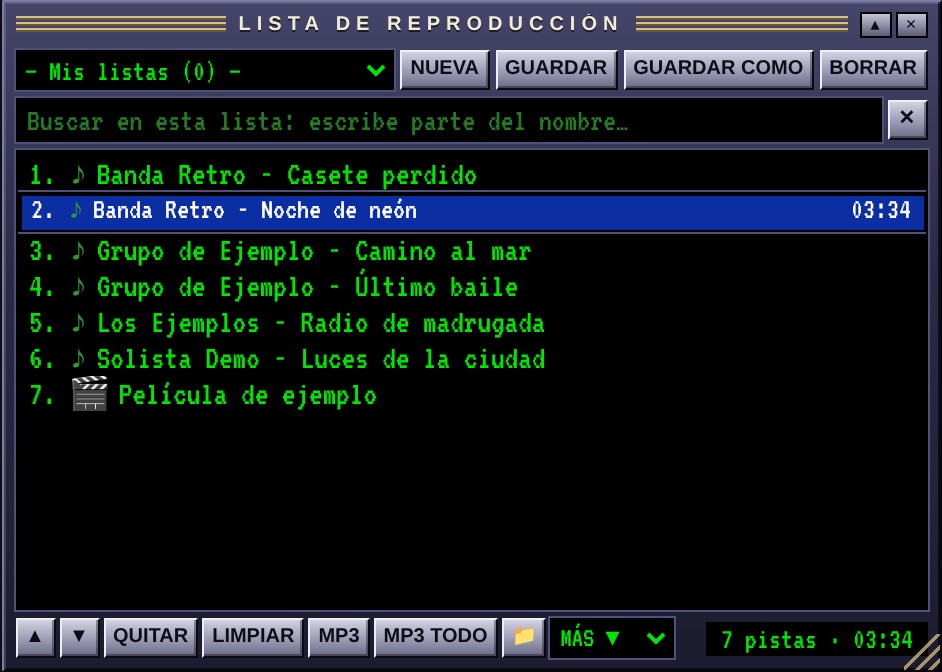 LISTA DE REPRODUCCIÓN ▲ ✕
– Mis listas (0) – NUEVA GUARDAR GUARDAR COMO BORRAR
Buscar en esta lista: escribe parte del nombre… ✕
1. ♪ Banda Retro - Casete perdido
2. ♪ Banda Retro - Noche de neón 03:34
3. ♪ Grupo de Ejemplo - Camino al mar
4. ♪ Grupo de Ejemplo - Último baile
5. ♪ Los Ejemplos - Radio de madrugada
6. ♪ Solista Demo - Luces de la ciudad
7. 🎬 Película de ejemplo
▲ ▼ QUITAR LIMPIAR MP3 MP3 TODO 📁 MÁS ▼ 7 pistas · 03:34